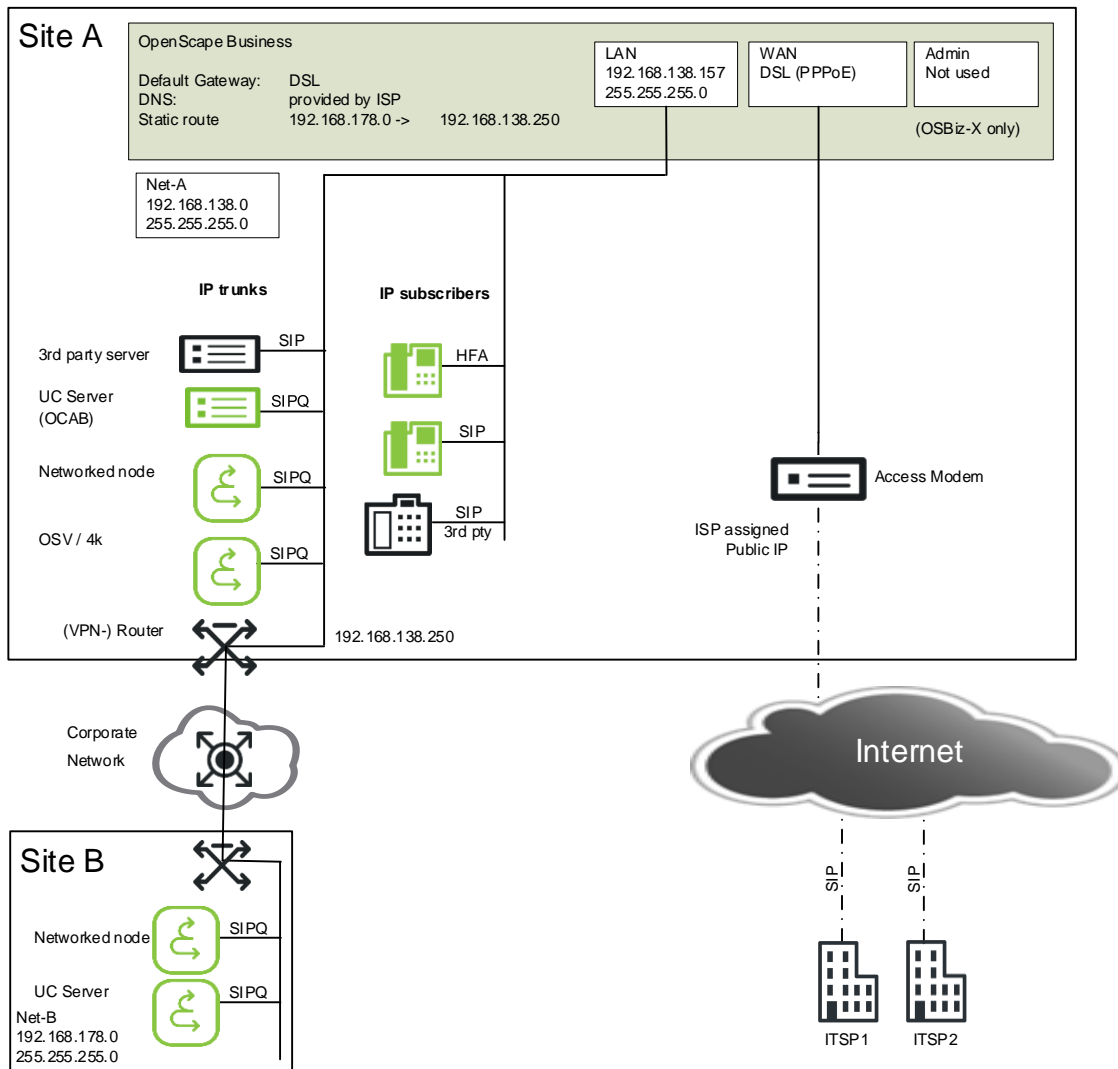 Site A
OpenScape Business
Default Gateway: DSL
DNS: provided by ISP
Static route 192.168.178.0 -> 192.168.138.250
LAN
192.168.138.157
255.255.255.0
WAN
DSL (PPPoE)
Admin
Not used
(OSBiz-X only)
Net-A
192.168.138.0
255.255.255.0
IP trunks
IP subscribers
3rd party server
SIP
HFA
UC Server
(OCAB)
SIPQ
SIP
Networked node
SIPQ
SIP
3rd pty
Access Modem
OSV / 4k
SIPQ
ISP assigned
Public IP
(VPN-) Router
192.168.138.250
Corporate
Network
Internet
Site B
SIP
SIP
Networked node
SIPQ
UC Server
SIPQ
Net-B
192.168.178.0
255.255.255.0
ITSP1
ITSP2